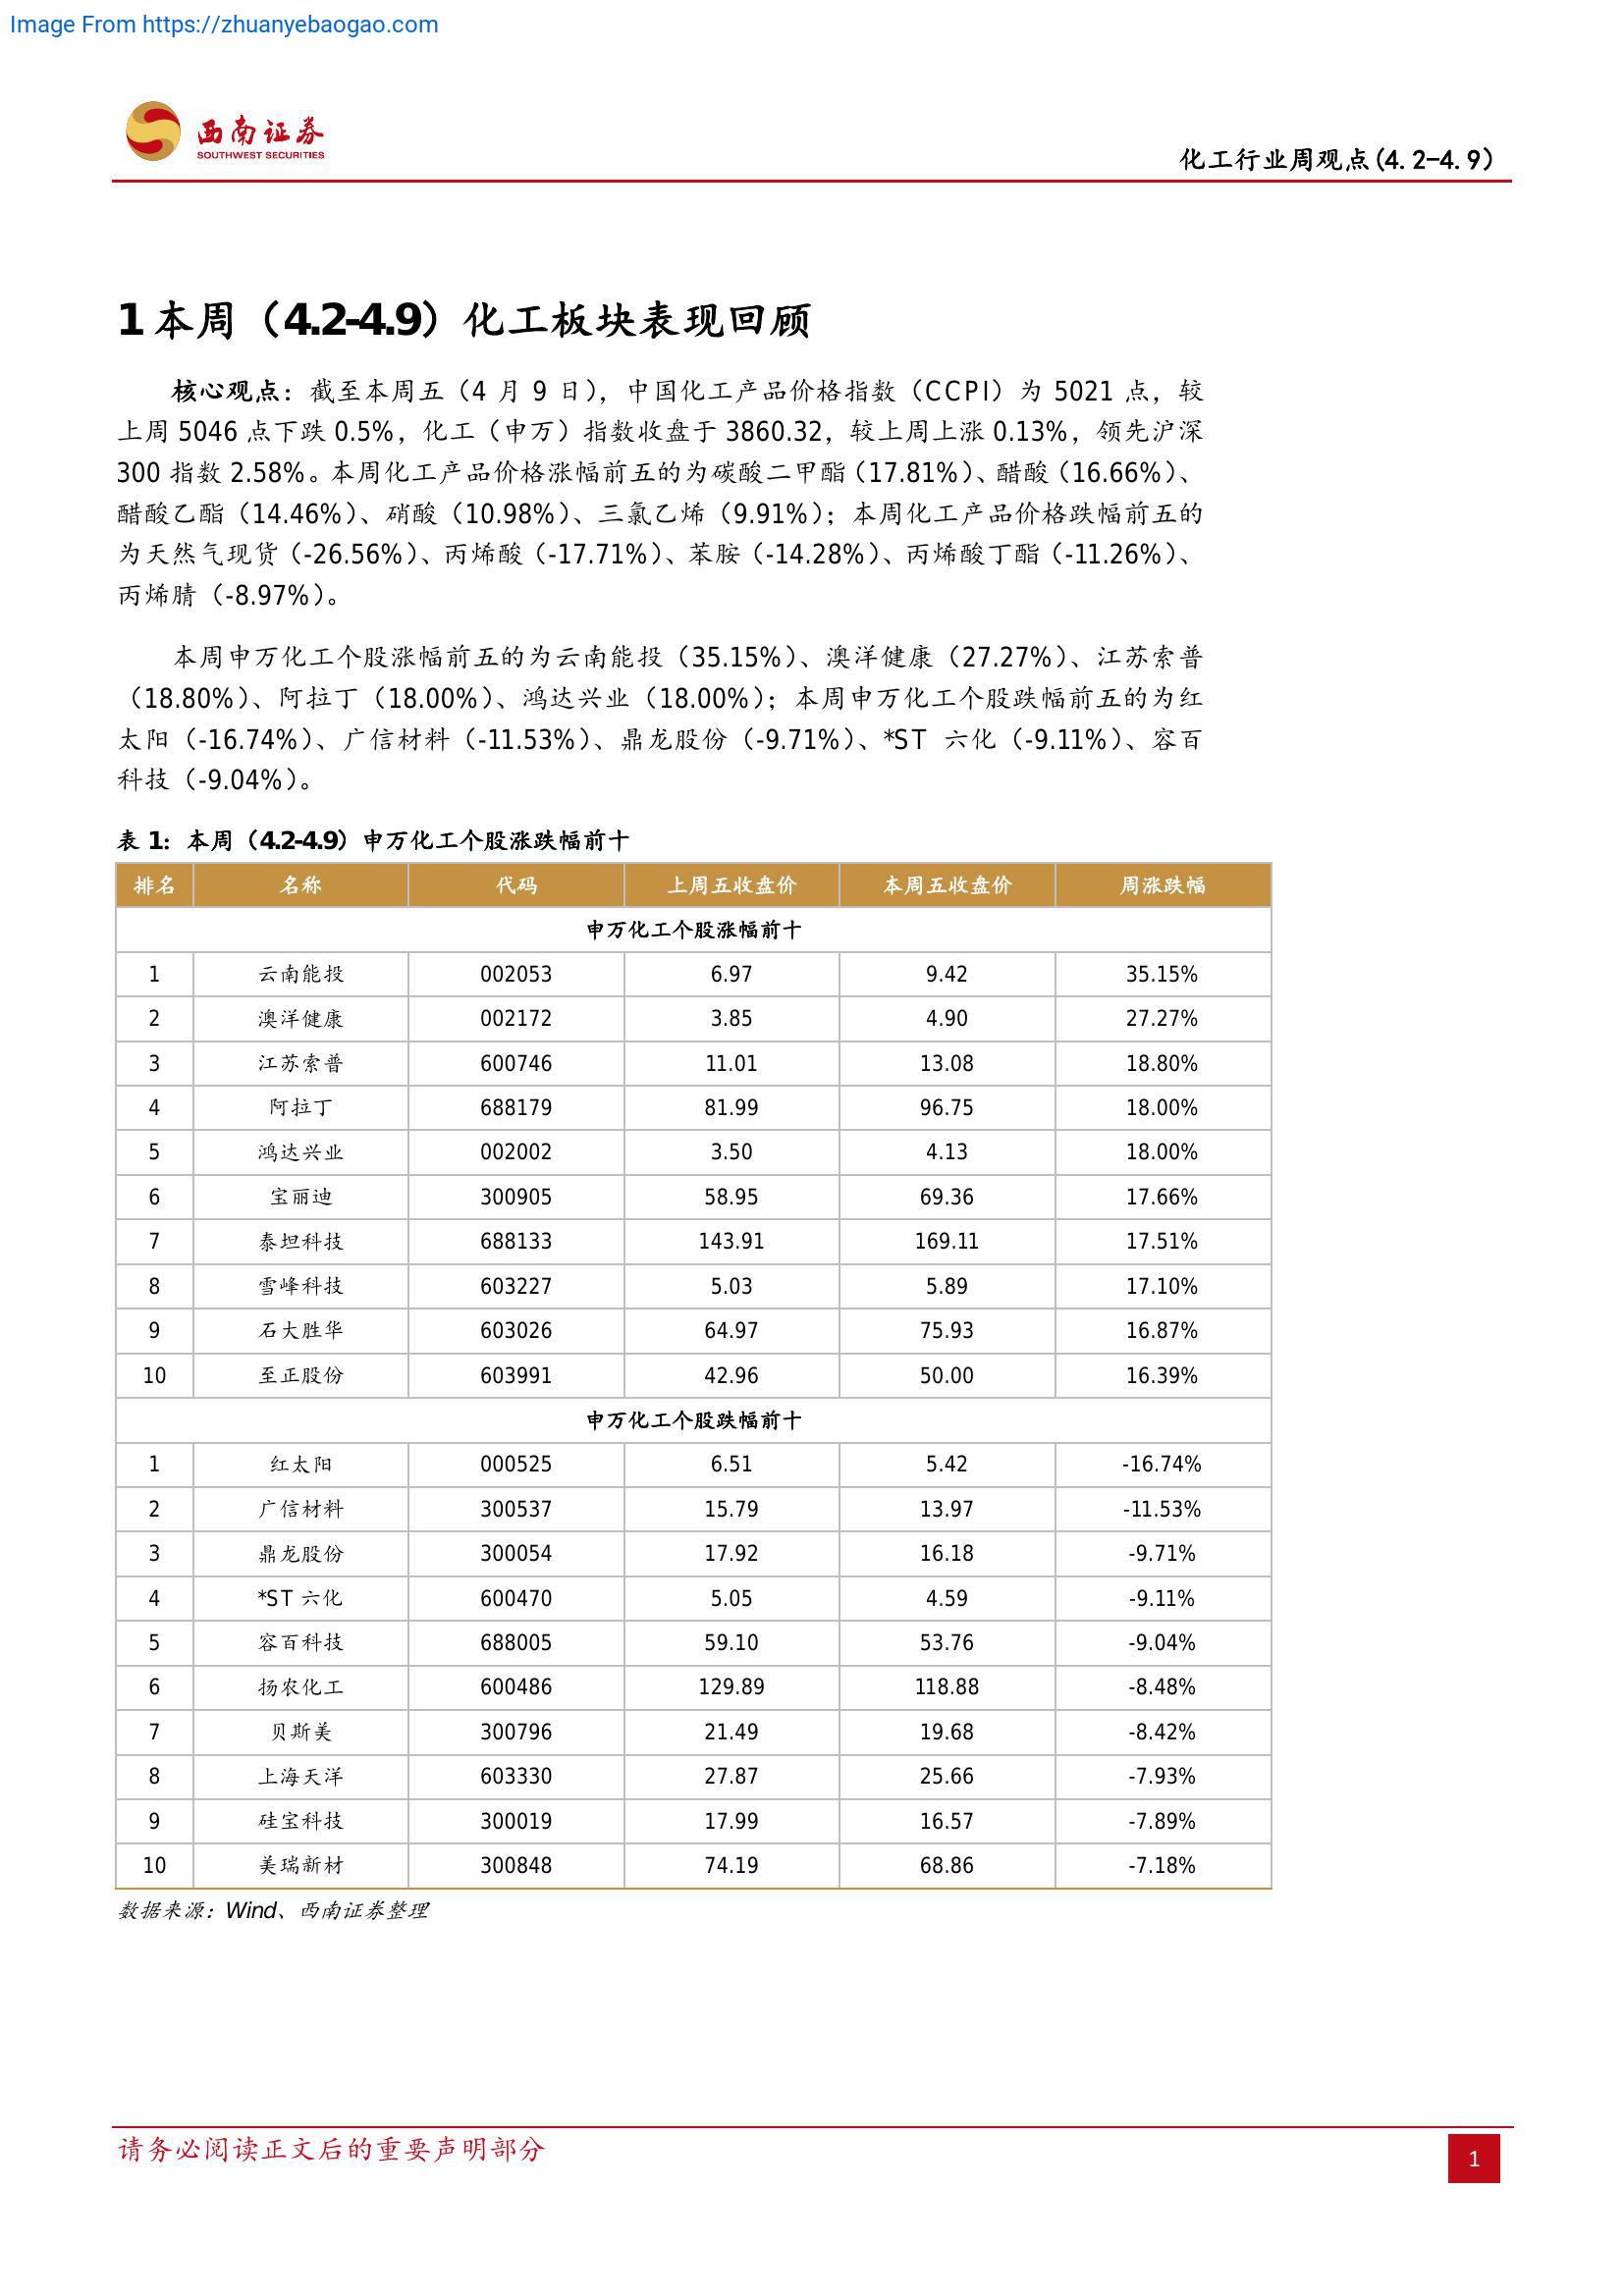 Image From https://zhuanyebaogao.com
西南证券
SOUTHWEST SECURITIES
化工行业周观点(4.2-4.9)
1 本周（4.2-4.9）化工板块表现回顾
核心观点：截至本周五（4 月 9 日），中国化工产品价格指数（CCPI）为 5021 点，较
上周 5046 点下跌 0.5%，化工（申万）指数收盘于 3860.32，较上周上涨 0.13%，领先沪深
300 指数 2.58%。本周化工产品价格涨幅前五的为碳酸二甲酯（17.81%）、醋酸（16.66%）、
醋酸乙酯（14.46%）、硝酸（10.98%）、三氯乙烯（9.91%）；本周化工产品价格跌幅前五的
为天然气现货（-26.56%）、丙烯酸（-17.71%）、苯胺（-14.28%）、丙烯酸丁酯（-11.26%）、
丙烯腈（-8.97%）。
本周申万化工个股涨幅前五的为云南能投（35.15%）、澳洋健康（27.27%）、江苏索普
（18.80%）、阿拉丁（18.00%）、鸿达兴业（18.00%）；本周申万化工个股跌幅前五的为红
太阳（-16.74%）、广信材料（-11.53%）、鼎龙股份（-9.71%）、*ST 六化（-9.11%）、容百
科技（-9.04%）。
表 1：本周（4.2-4.9）申万化工个股涨跌幅前十
排名 名称 代码 上周五收盘价 本周五收盘价 周涨跌幅
申万化工个股涨幅前十
1 云南能投 002053 6.97 9.42 35.15%
2 澳洋健康 002172 3.85 4.90 27.27%
3 江苏索普 600746 11.01 13.08 18.80%
4 阿拉丁 688179 81.99 96.75 18.00%
5 鸿达兴业 002002 3.50 4.13 18.00%
6 宝丽迪 300905 58.95 69.36 17.66%
7 泰坦科技 688133 143.91 169.11 17.51%
8 雪峰科技 603227 5.03 5.89 17.10%
9 石大胜华 603026 64.97 75.93 16.87%
10 至正股份 603991 42.96 50.00 16.39%
申万化工个股跌幅前十
1 红太阳 000525 6.51 5.42 -16.74%
2 广信材料 300537 15.79 13.97 -11.53%
3 鼎龙股份 300054 17.92 16.18 -9.71%
4 *ST 六化 600470 5.05 4.59 -9.11%
5 容百科技 688005 59.10 53.76 -9.04%
6 扬农化工 600486 129.89 118.88 -8.48%
7 贝斯美 300796 21.49 19.68 -8.42%
8 上海天洋 603330 27.87 25.66 -7.93%
9 硅宝科技 300019 17.99 16.57 -7.89%
10 美瑞新材 300848 74.19 68.86 -7.18%
数据来源：Wind、西南证券整理
请务必阅读正文后的重要声明部分
1